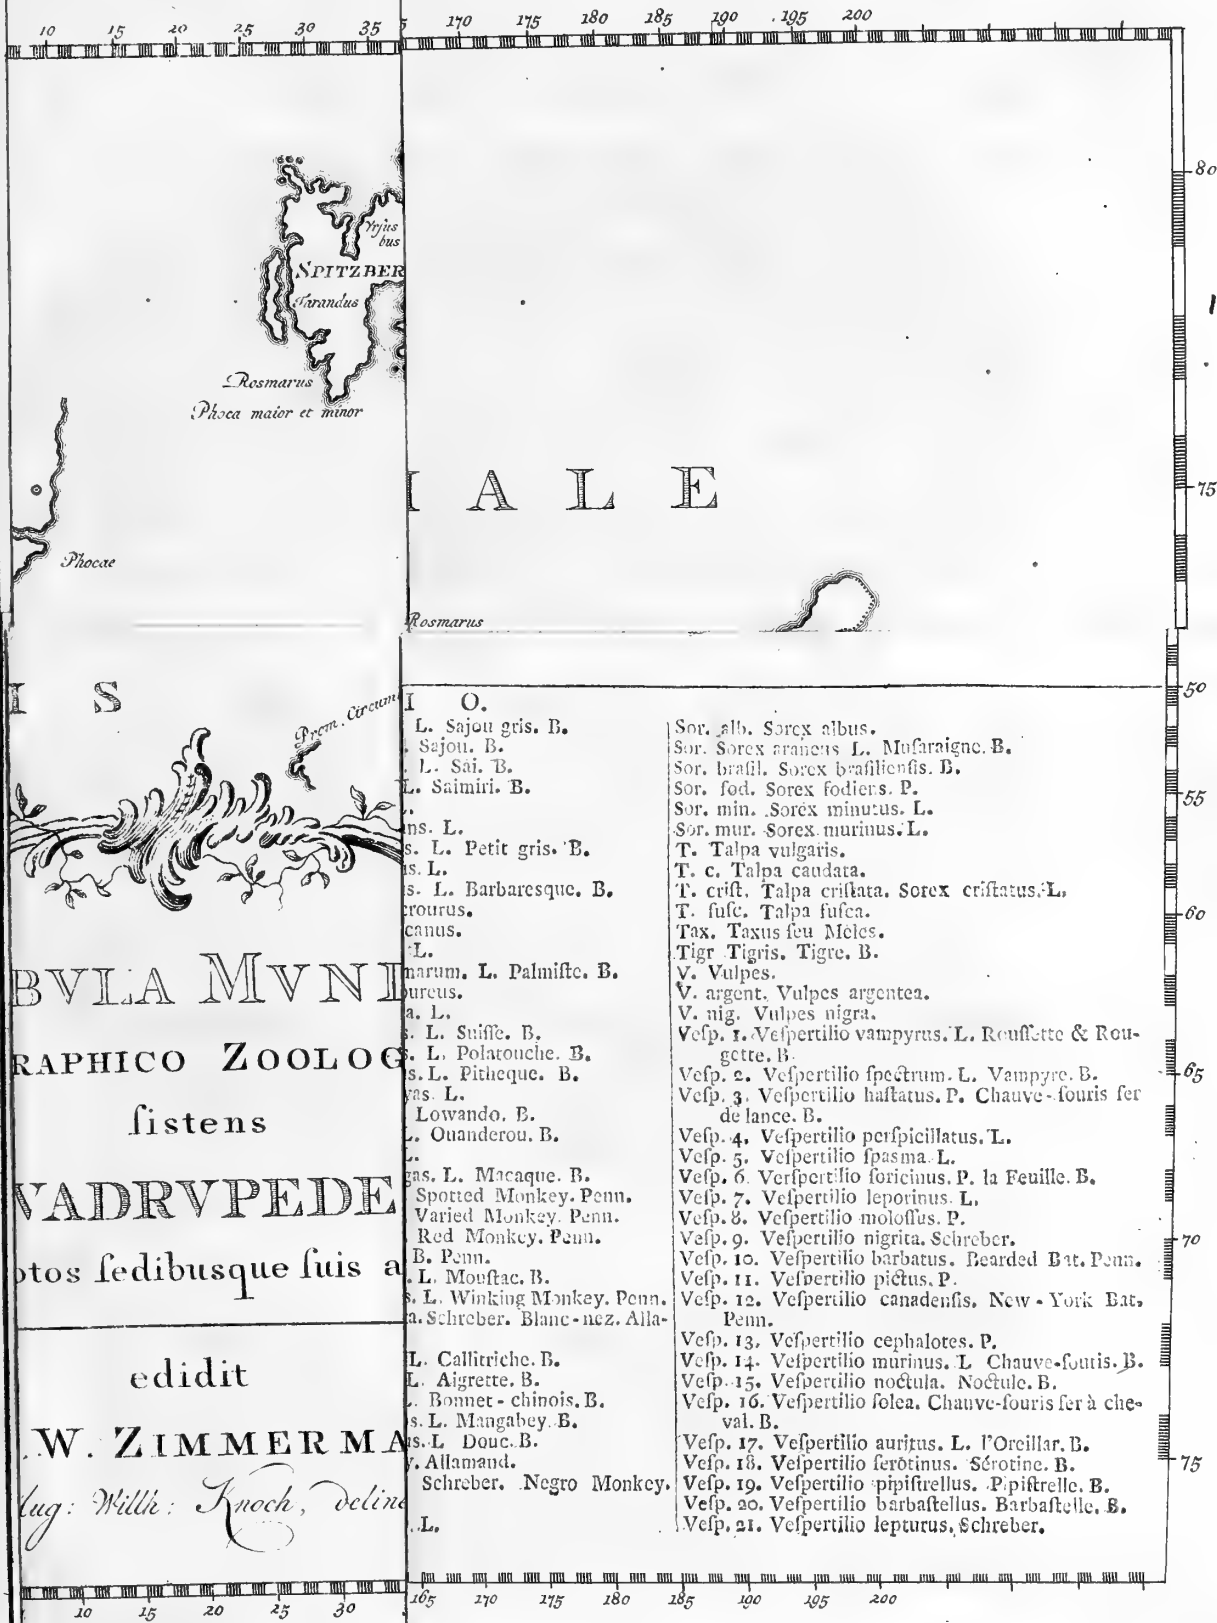 10 15 20 25 30 35
170 175 180 185 190 195 200
80
Vrsus
bus
SPITZBER
Tarandus
Rosmarus
Phoca maior et minor
IALE
75
Phocae
Rosmarus
IS
Prom. Circum
50
IO.
L. Sajou gris. B.
. Sajou. B.
. L. Sai. B.
L. Saimiri. B.
ns. L.
s. L. Petit gris. B.
is. L.
s. L. Barbaresque. B.
rourus.
canus.
L.
narum. L. Palmiſte. B.
oureus.
a. L.
s. L. Suiſſe. B.
s. L. Polatouche. B.
s. L. Pitheque. B.
yas. L.
Lowando. B.
L. Ouanderou. B.
L.
gas. L. Macaque. B.
Spotted Monkey. Penn.
Varied Monkey. Penn.
Red Monkey. Penn.
B. Penn.
. L. Mouſtac. B.
s. L. Winking Monkey. Penn.
a. Schreber. Blanc-nez. Alla-
L. Callitriche. B.
L. Aigrette. B.
L. Bonnet-chinois. B.
s. L. Mangabey. B.
us. L Douc. B.
y. Allamand.
Schreber. Negro Monkey.
. L.
Sor. alb. Sorex albus.
Sor. Sorex araneus L. Muſaraigne. B.
Sor. braſil. Sorex braſilienſis. B.
Sor. fod. Sorex fodiens. P.
Sor. min. Sorex minutus. L.
Sor. mur. Sorex murinus. L.
T. Talpa vulgaris.
T. c. Talpa caudata.
T. criſt. Talpa criſtata. Sorex criſtatus. L.
T. fuſc. Talpa fuſca.
Tax. Taxus ſeu Meles.
Tigr Tigris. Tigre. B.
V. Vulpes.
V. argent. Vulpes argentea.
V. nig. Vulpes nigra.
Veſp. 1. Veſpertilio vampyrus. L. Rouſſette & Rou-
gette. B.
Veſp. 2. Veſpertilio ſpectrum. L. Vampyre. B.
Veſp. 3. Veſpertilio haſtatus. P. Chauve-ſouris fer
de lance. B.
Veſp. 4. Veſpertilio perſpicillatus. L.
Veſp. 5. Veſpertilio ſpasma. L.
Veſp. 6. Verſpertilio ſoricinus. P. la Feuille. B.
Veſp. 7. Veſpertilio leporinus. L.
Veſp. 8. Veſpertilio moloſſus. P.
Veſp. 9. Veſpertilio nigrita. Schreber.
Veſp. 10. Veſpertilio barbatus. Bearded Bat. Penn.
Veſp. 11. Veſpertilio pictus. P.
Veſp. 12. Veſpertilio canadenſis. New-York Bat,
Penn.
Veſp. 13. Veſpertilio cephalotes. P.
Veſp. 14. Veſpertilio murinus. L Chauve-ſouris. B.
Veſp. 15. Veſpertilio noctula. Noctule. B.
Veſp. 16. Veſpertilio ſolea. Chauve-ſouris fer à che-
val. B.
Veſp. 17. Veſpertilio auritus. L. l'Oreillar. B.
Veſp. 18. Veſpertilio ſerotinus. Sérotine. B.
Veſp. 19. Veſpertilio pipiſtrellus. Pipiſtrelle. B.
Veſp. 20. Veſpertilio barbaſtellus. Barbaſtelle. B.
Veſp. 21. Veſpertilio lepturus. Schreber.
55
60
65
70
75
BVLA MVND
RAPHICO ZOOLOG
ſistens
VADRVPEDE
otos ſedibusque ſuis a
edidit
.W. ZIMMERMA
Aug: Willh: Knoch, deline
10 15 20 25 30
165 170 175 180 185 190 195 200